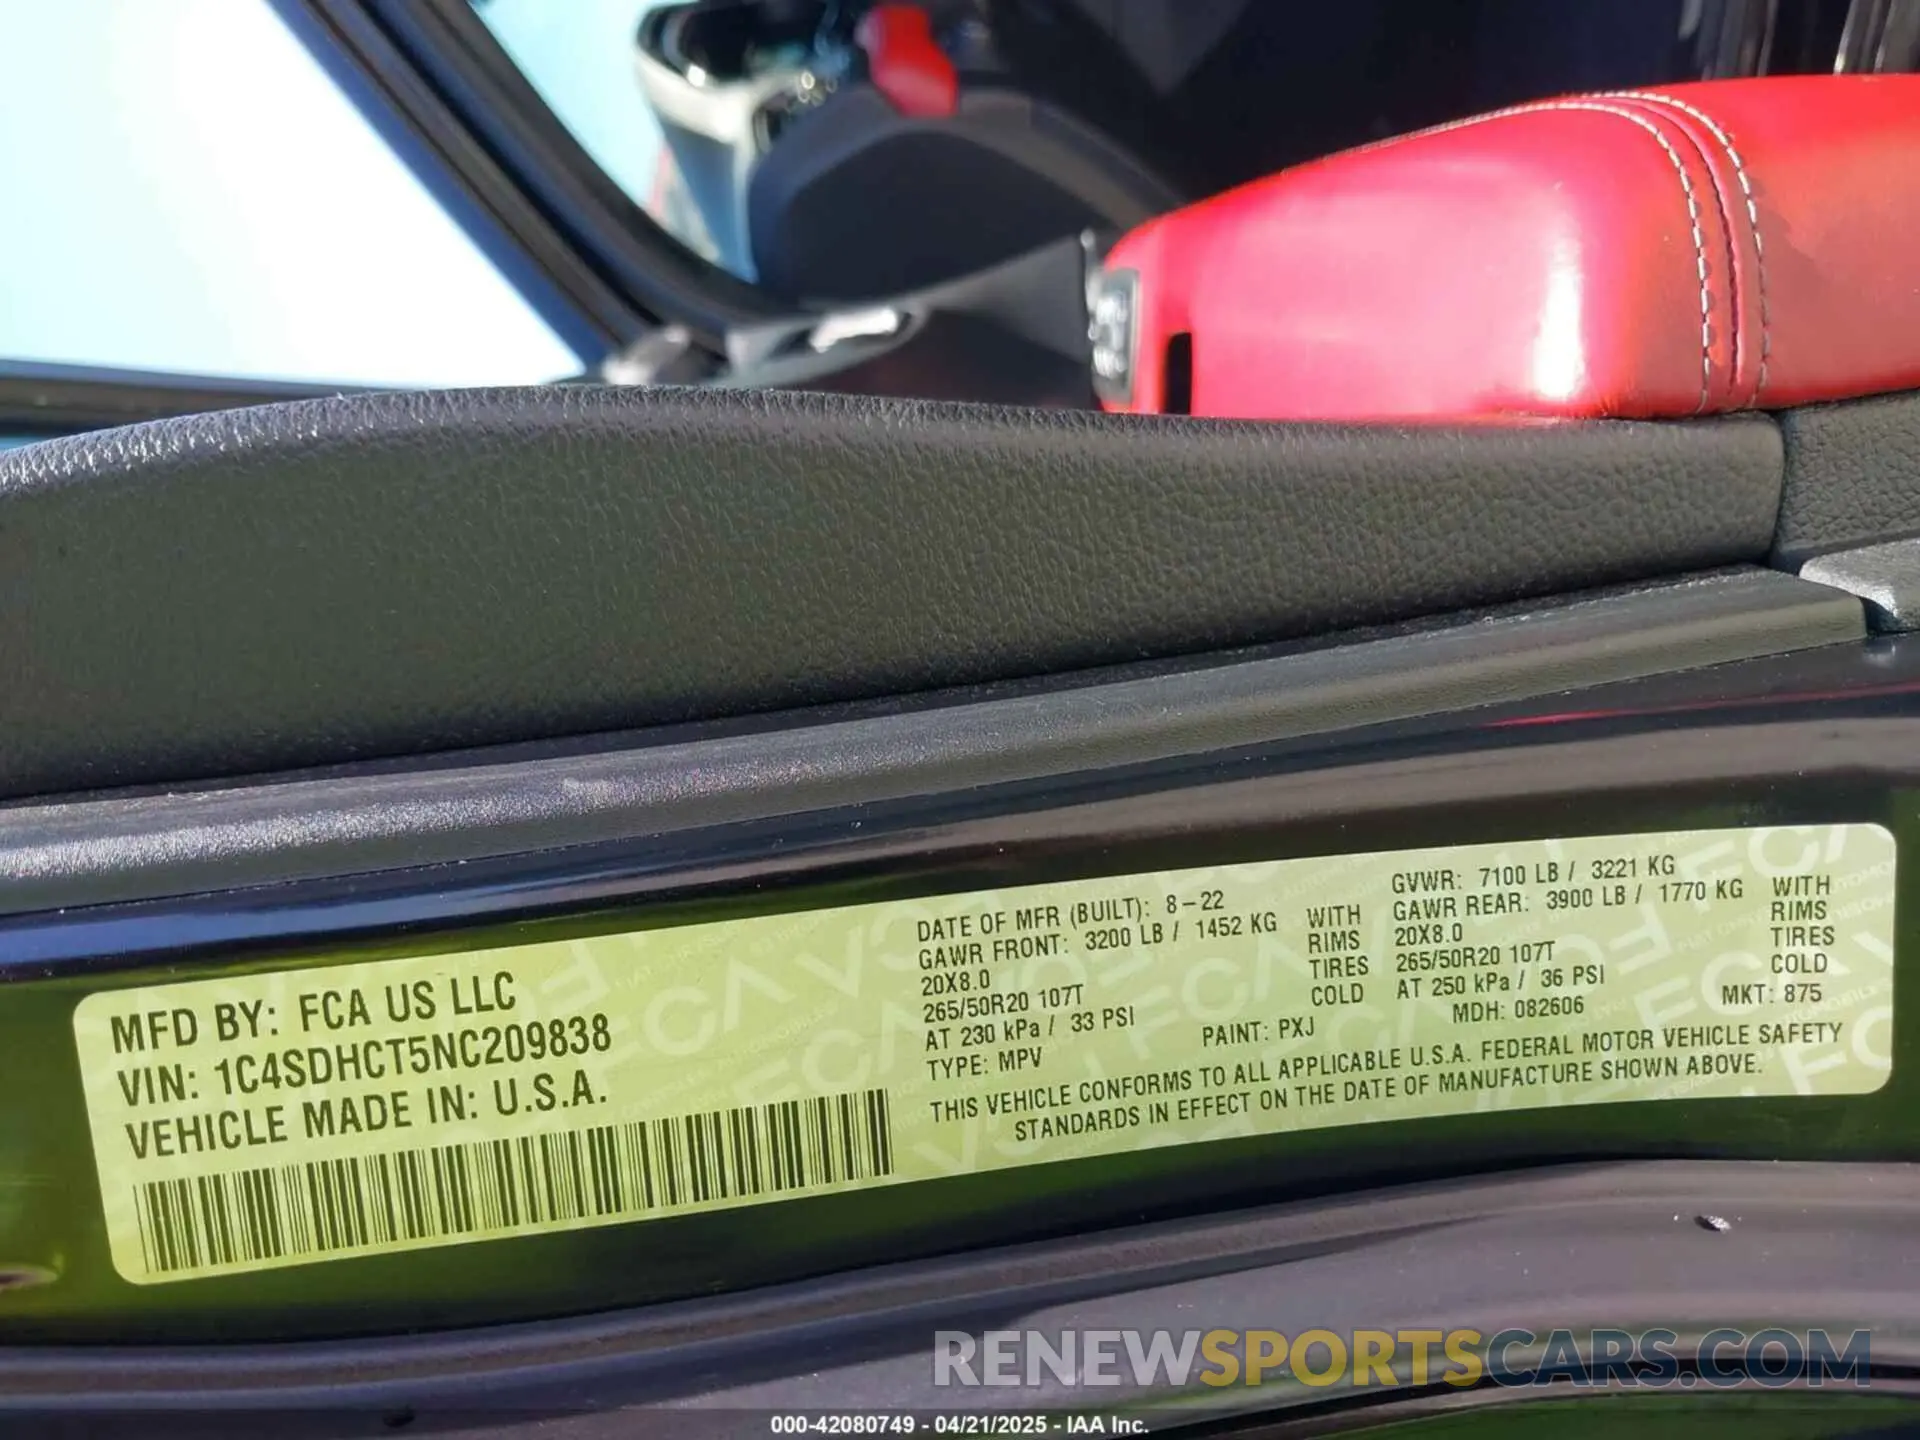 MFD BY: FCA US LLC
VIN: 1C4SDHCT5NC209838
VEHICLE MADE IN: U.S.A.
DATE OF MFR (BUILT): 8-22
GAWR FRONT: 3200 LB / 1452 KG WITH
20X8.0 RIMS
265/50R20 107T TIRES
AT 230 kPa / 33 PSI COLD
TYPE: MPV
PAINT: PXJ
GVWR: 7100 LB / 3221 KG
GAWR REAR: 3900 LB / 1770 KG WITH
20X8.0 RIMS
265/50R20 107T TIRES
AT 250 kPa / 36 PSI COLD
MDH: 082606 MKT: 875
THIS VEHICLE CONFORMS TO ALL APPLICABLE U.S.A. FEDERAL MOTOR VEHICLE SAFETY
STANDARDS IN EFFECT ON THE DATE OF MANUFACTURE SHOWN ABOVE.
RENEWSPORTSCARS.COM
000-42080749 - 04/21/2025 - IAA Inc.